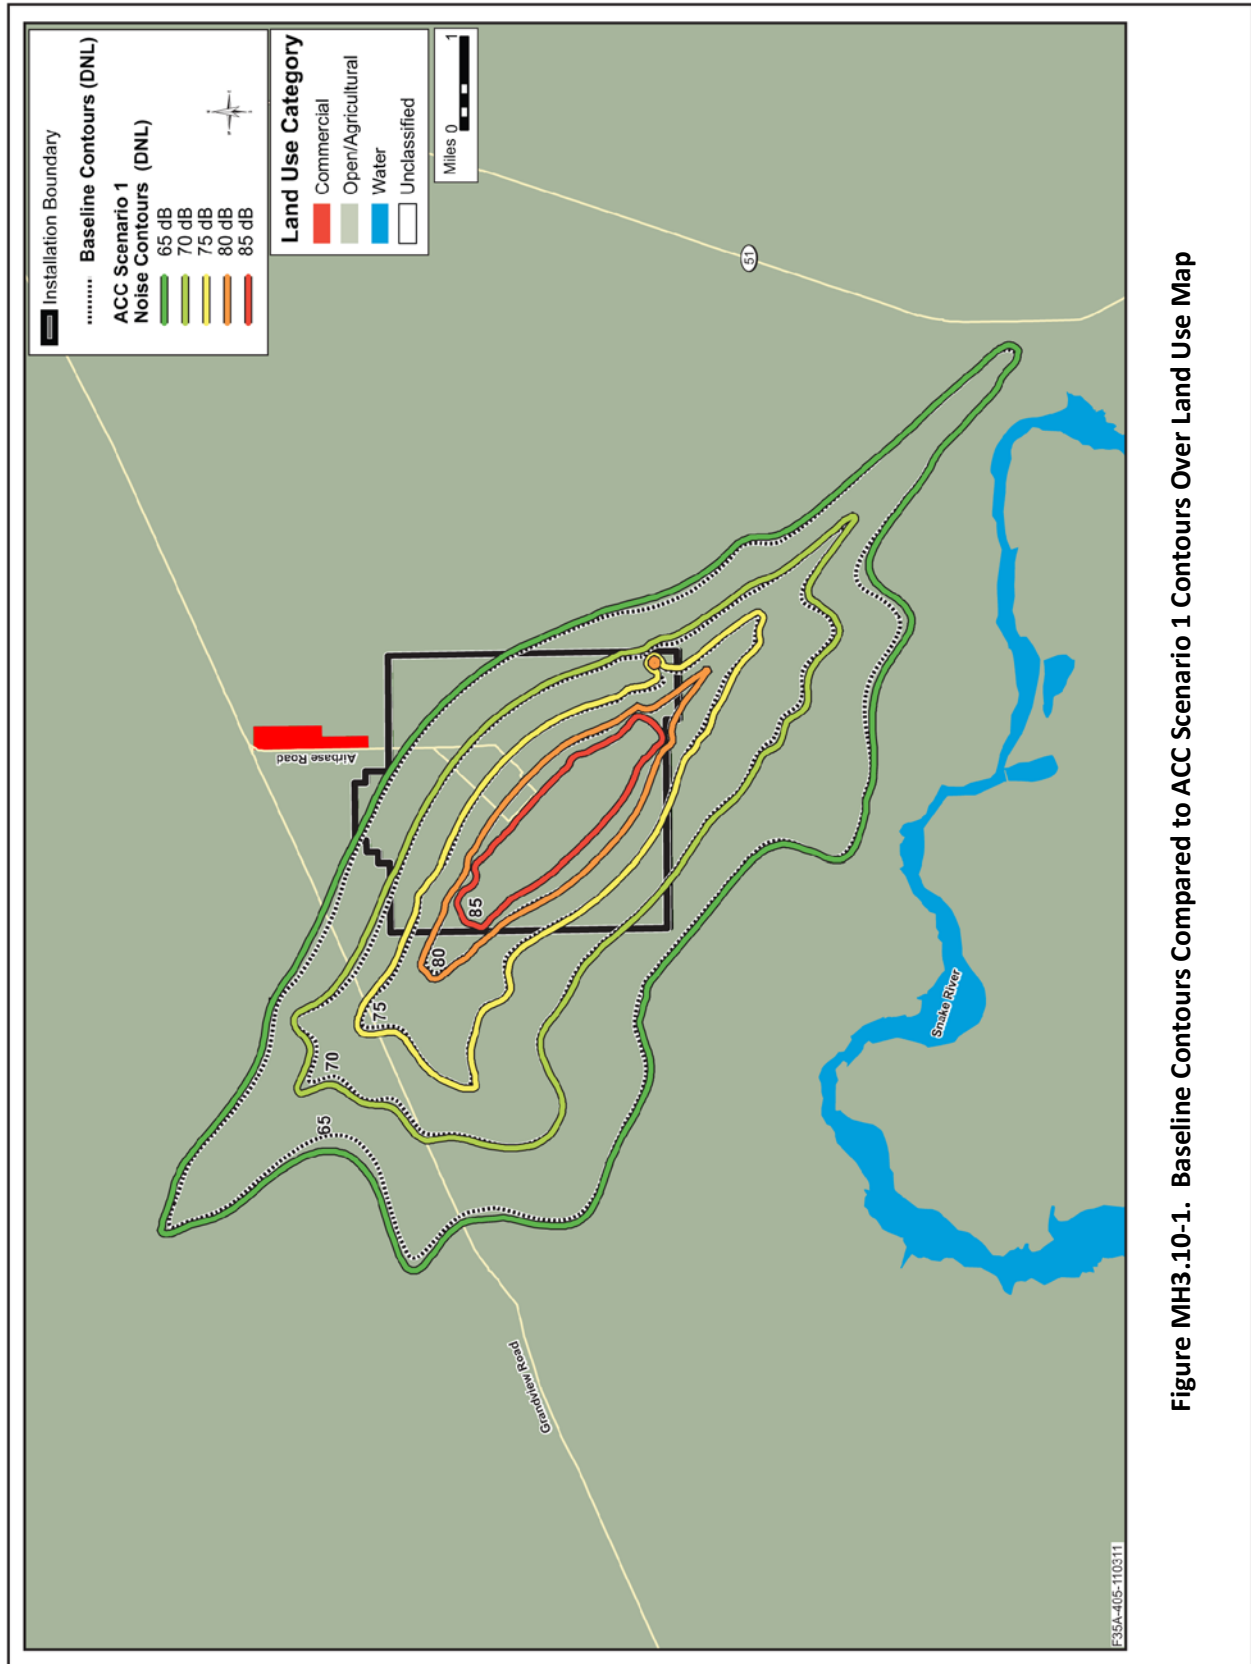 Installation Boundary
Baseline Contours (DNL)
ACC Scenario 1
Noise Contours (DNL)
65 dB
70 dB
75 dB
80 dB
85 dB
Land Use Category
Commercial
Open/Agricultural
Water
Unclassified
Miles 0 1
51
Airbase Road
85
80
75
70
65
Snake River
Grandview Road
F35A-405-110311
Figure MH3.10-1. Baseline Contours Compared to ACC Scenario 1 Contours Over Land Use Map